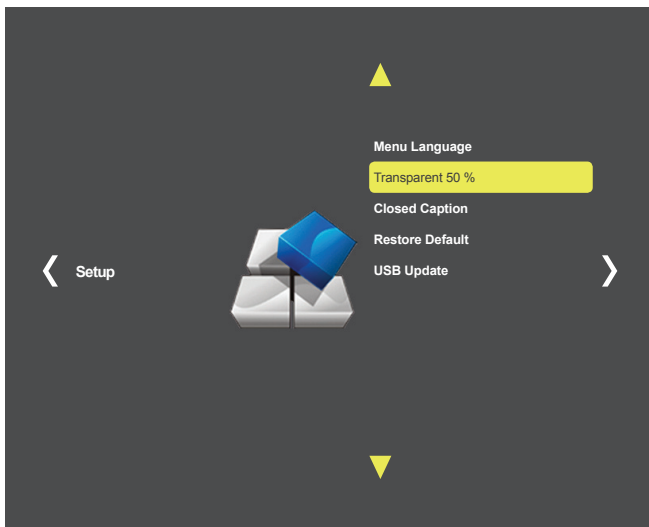 Menu Language
Transparent 50 %
Closed Caption
Restore Default
Setup
USB Update